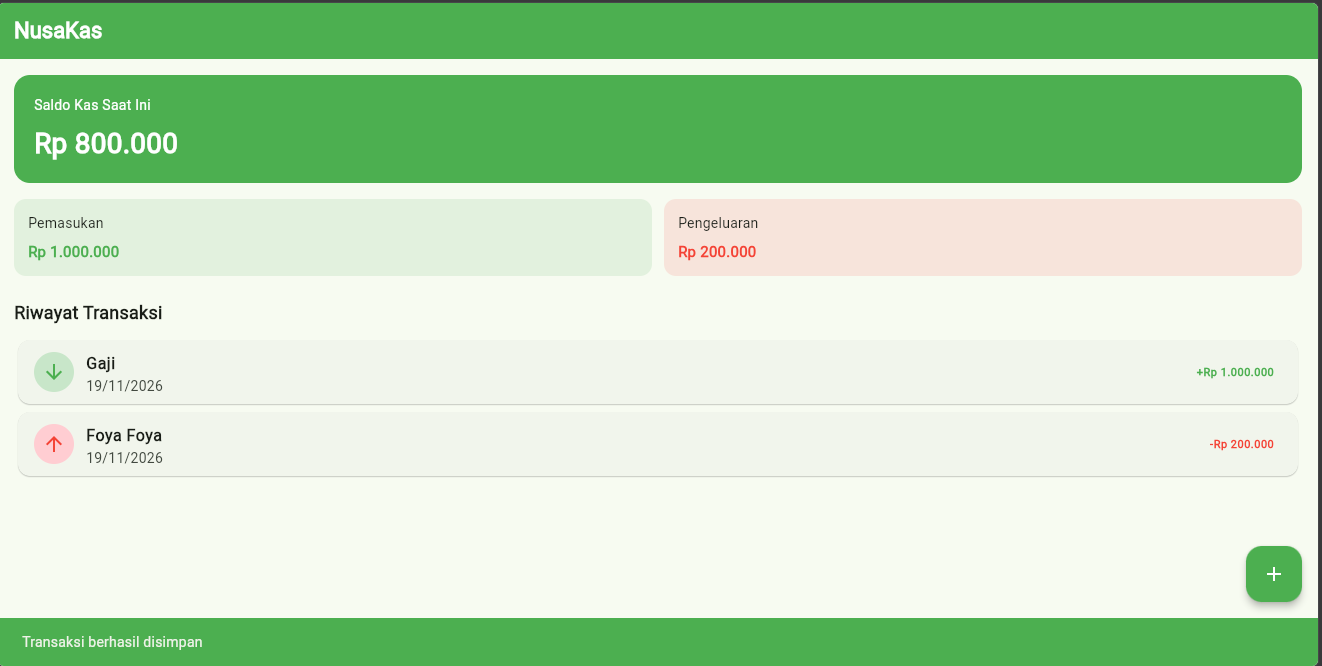 NusaKas
Saldo Kas Saat Ini
Rp 800.000
Pemasukan
Rp 1.000.000
Pengeluaran
Rp 200.000
Riwayat Transaksi
Gaji
19/11/2026
+Rp 1.000.000
Foya Foya
19/11/2026
-Rp 200.000
Transaksi berhasil disimpan